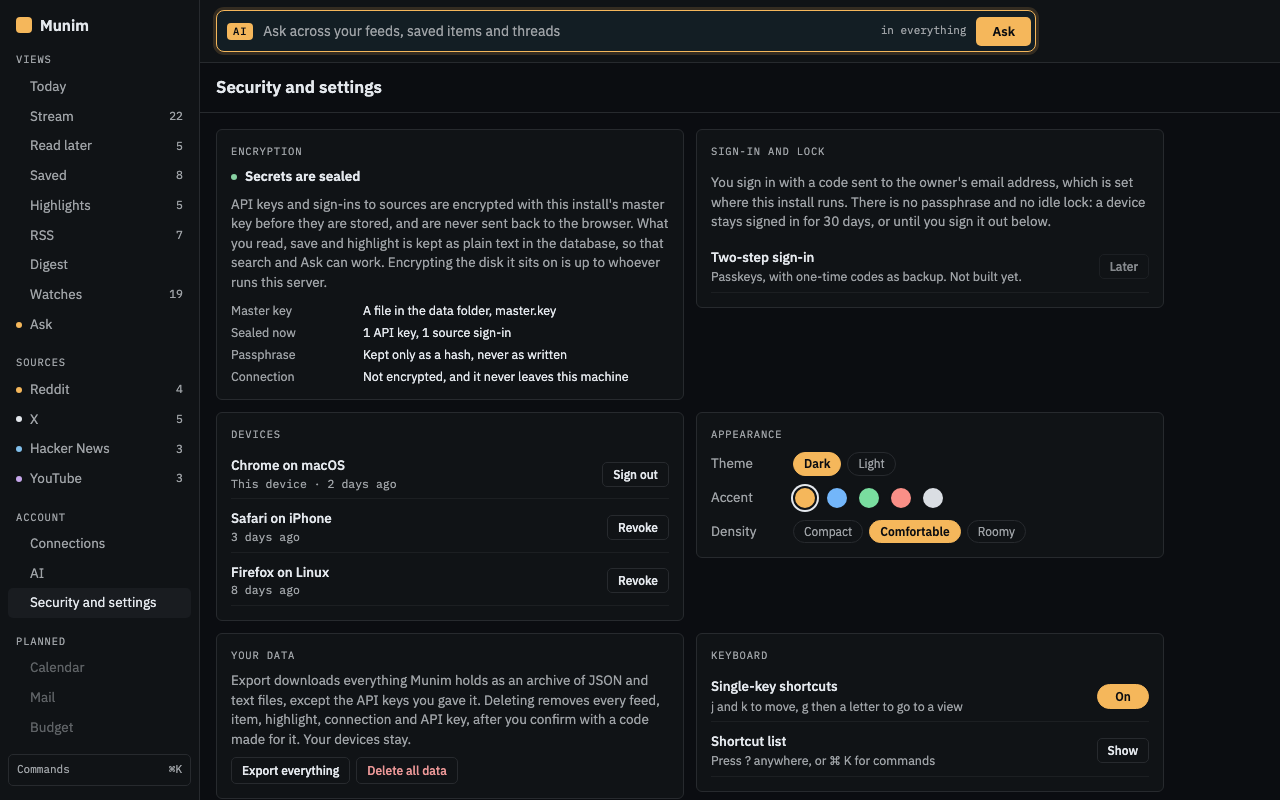 Munim
VIEWS
Today
Stream 22
Read later 5
Saved 8
Highlights 5
RSS 7
Digest
Watches 19
Ask
SOURCES
Reddit 4
X 5
Hacker News 3
YouTube 3
ACCOUNT
Connections
AI
Security and settings
PLANNED
Calendar
Mail
Budget
Commands ⌘K
AI Ask across your feeds, saved items and threads in everything Ask
Security and settings
ENCRYPTION
Secrets are sealed
API keys and sign-ins to sources are encrypted with this install's master
key before they are stored, and are never sent back to the browser. What
you read, save and highlight is kept as plain text in the database, so that
search and Ask can work. Encrypting the disk it sits on is up to whoever
runs this server.
Master key A file in the data folder, master.key
Sealed now 1 API key, 1 source sign-in
Passphrase Kept only as a hash, never as written
Connection Not encrypted, and it never leaves this machine
SIGN-IN AND LOCK
You sign in with a code sent to the owner's email address, which is set
where this install runs. There is no passphrase and no idle lock: a device
stays signed in for 30 days, or until you sign it out below.
Two-step sign-in
Passkeys, with one-time codes as backup. Not built yet.
Later
DEVICES
Chrome on macOS
This device · 2 days ago
Sign out
Safari on iPhone
3 days ago
Revoke
Firefox on Linux
8 days ago
Revoke
APPEARANCE
Theme Dark Light
Accent
Density Compact Comfortable Roomy
YOUR DATA
Export downloads everything Munim holds as an archive of JSON and
text files, except the API keys you gave it. Deleting removes every feed,
item, highlight, connection and API key, after you confirm with a code
made for it. Your devices stay.
Export everything Delete all data
KEYBOARD
Single-key shortcuts
j and k to move, g then a letter to go to a view
On
Shortcut list
Press ? anywhere, or ⌘ K for commands
Show